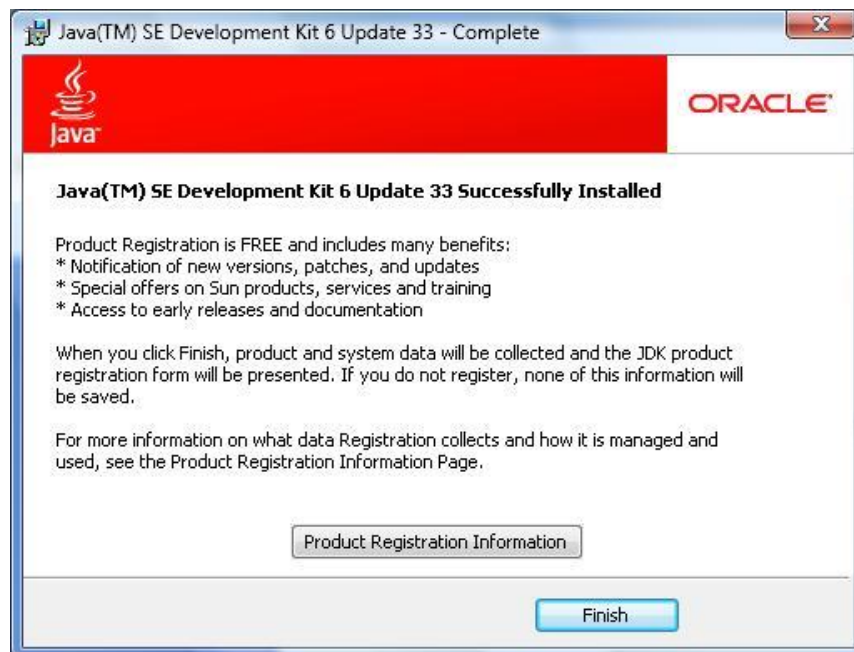 Java(TM) SE Development Kit 6 Update 33 - Complete
Java™
ORACLE®
Java(TM) SE Development Kit 6 Update 33 Successfully Installed
Product Registration is FREE and includes many benefits:
* Notification of new versions, patches, and updates
* Special offers on Sun products, services and training
* Access to early releases and documentation
When you click Finish, product and system data will be collected and the JDK product
registration form will be presented. If you do not register, none of this information will
be saved.
For more information on what data Registration collects and how it is managed and
used, see the Product Registration Information Page.
Product Registration Information
Finish